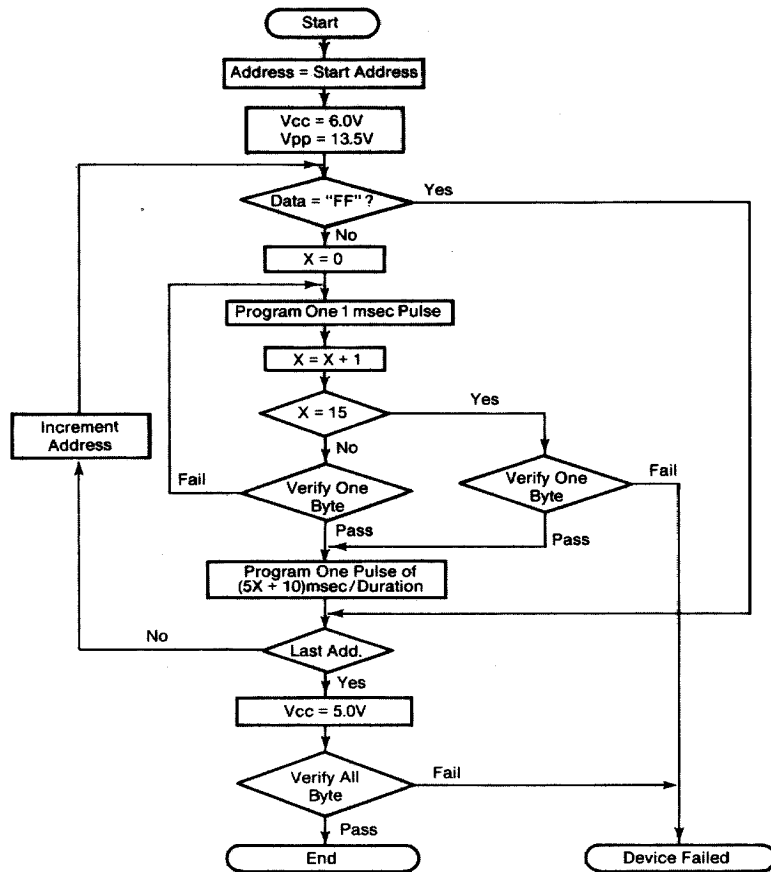 Start
Address = Start Address
Vcc = 6.0V
Vpp = 13.5V
Data = "FF"?
Yes
No
X = 0
Program One 1 msec Pulse
X = X + 1
X = 15
Yes
No
Increment
Address
Fail
Verify One
Byte
Verify One
Byte
Fail
Pass
Pass
Program One Pulse of
(5X + 10)msec/Duration
No
Last Add.
Yes
Vcc = 5.0V
Verify All
Byte
Fail
Pass
End
Device Failed